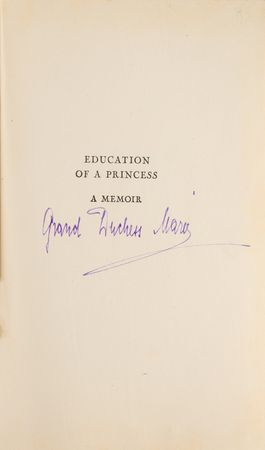 EDUCATION
OF A PRINCESS
A MEMOIR
Grand Duchess Marie